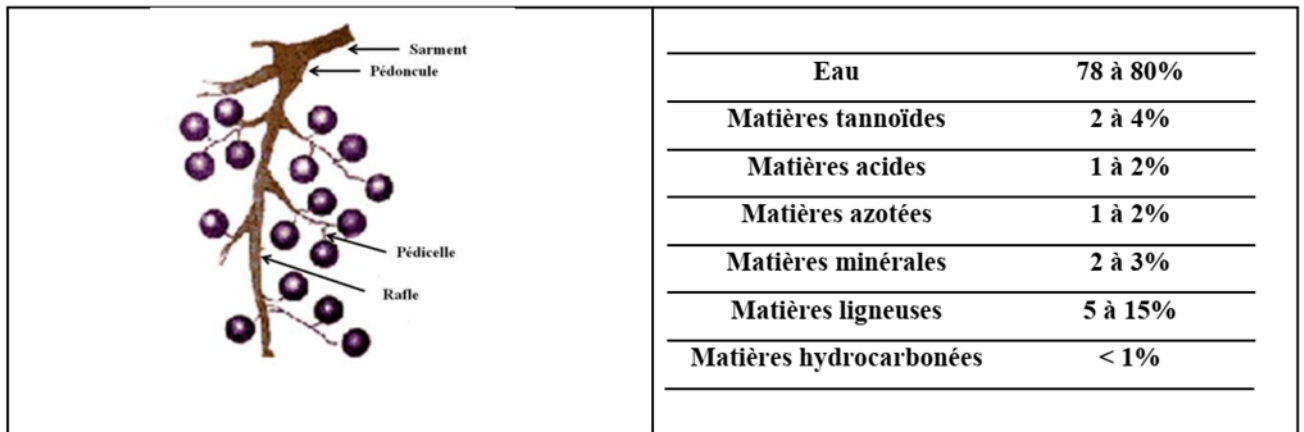 Sarment
Pédoncule
Pédicelle
Rafle
Eau 78 à 80%
Matières tannoïdes 2 à 4%
Matières acides 1 à 2%
Matières azotées 1 à 2%
Matières minérales 2 à 3%
Matières ligneuses 5 à 15%
Matières hydrocarbonées < 1%